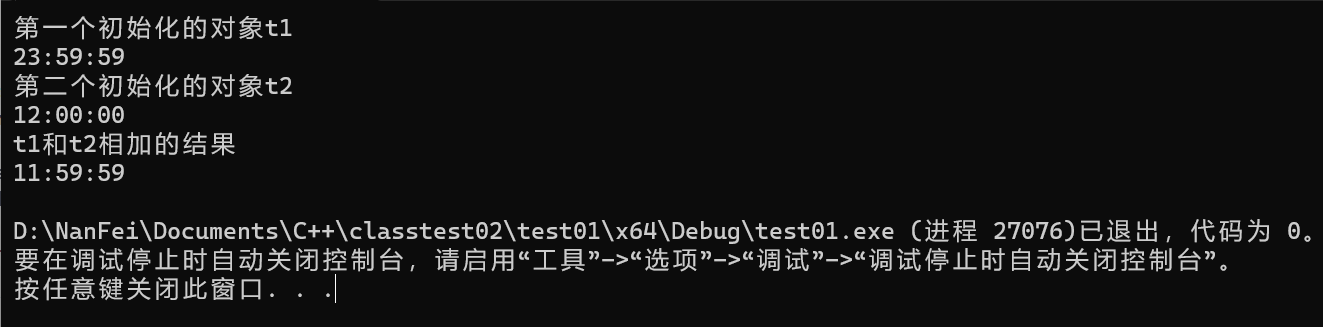 第一个初始化的对象t1
23:59:59
第二个初始化的对象t2
12:00:00
t1和t2相加的结果
11:59:59
D:\NanFei\Documents\C++\classtest02\test01\x64\Debug\test01.exe (进程 27076)已退出，代码为 0。
要在调试停止时自动关闭控制台，请启用“工具”->“选项”->“调试”->“调试停止时自动关闭控制台”。
按任意键关闭此窗口. . .